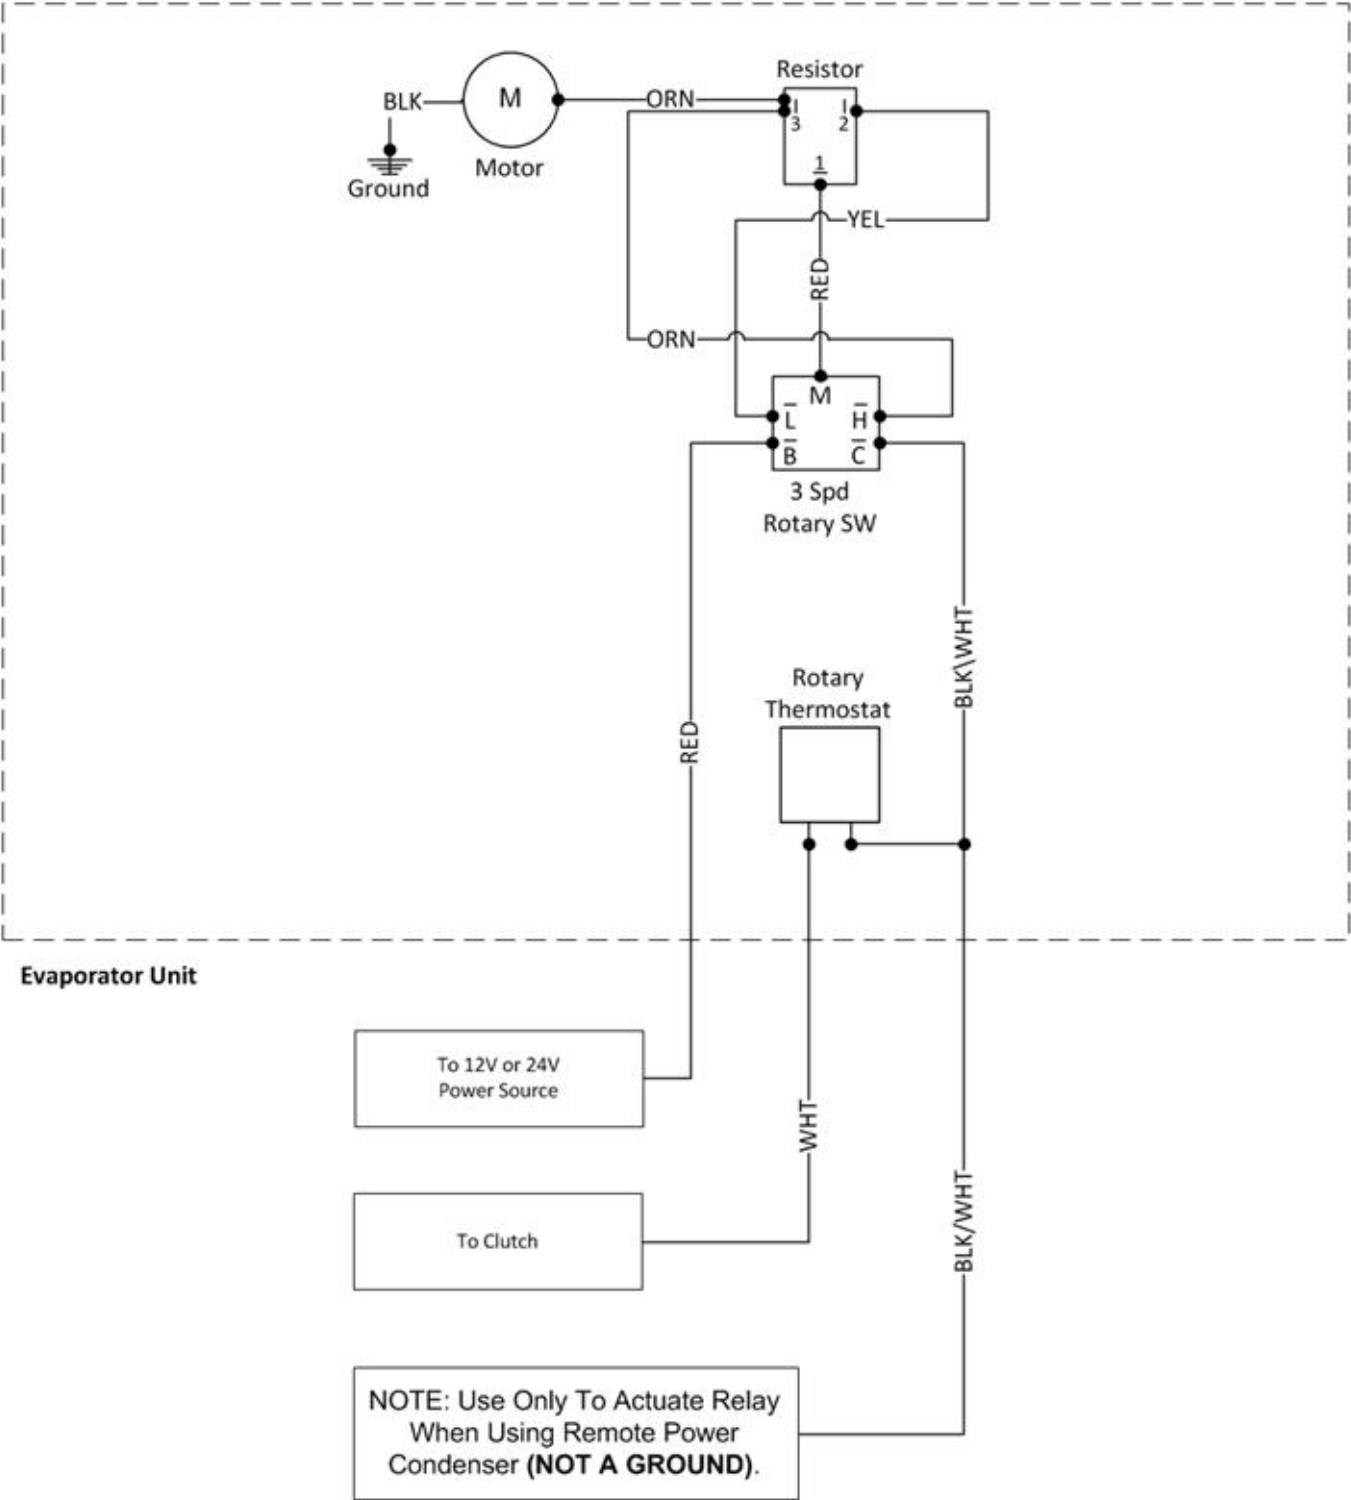 Resistor
BLK
M
ORN
3
2
1
Motor
Ground
YEL
RED
ORN
M
L
H
B
C
3 Spd
Rotary SW
BLK\WHT
Rotary
Thermostat
RED
Evaporator Unit
To 12V or 24V
Power Source
WHT
To Clutch
BLK/WHT
NOTE: Use Only To Actuate Relay
When Using Remote Power
Condenser (NOT A GROUND).